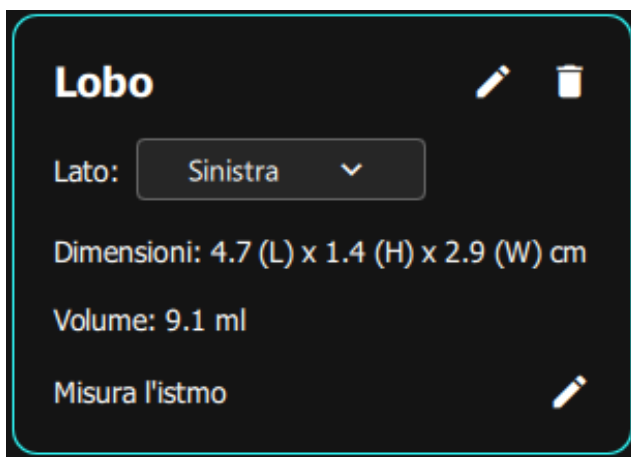 Lobo
Lato: Sinistra
Dimensioni: 4.7 (L) x 1.4 (H) x 2.9 (W) cm
Volume: 9.1 ml
Misura l'istmo